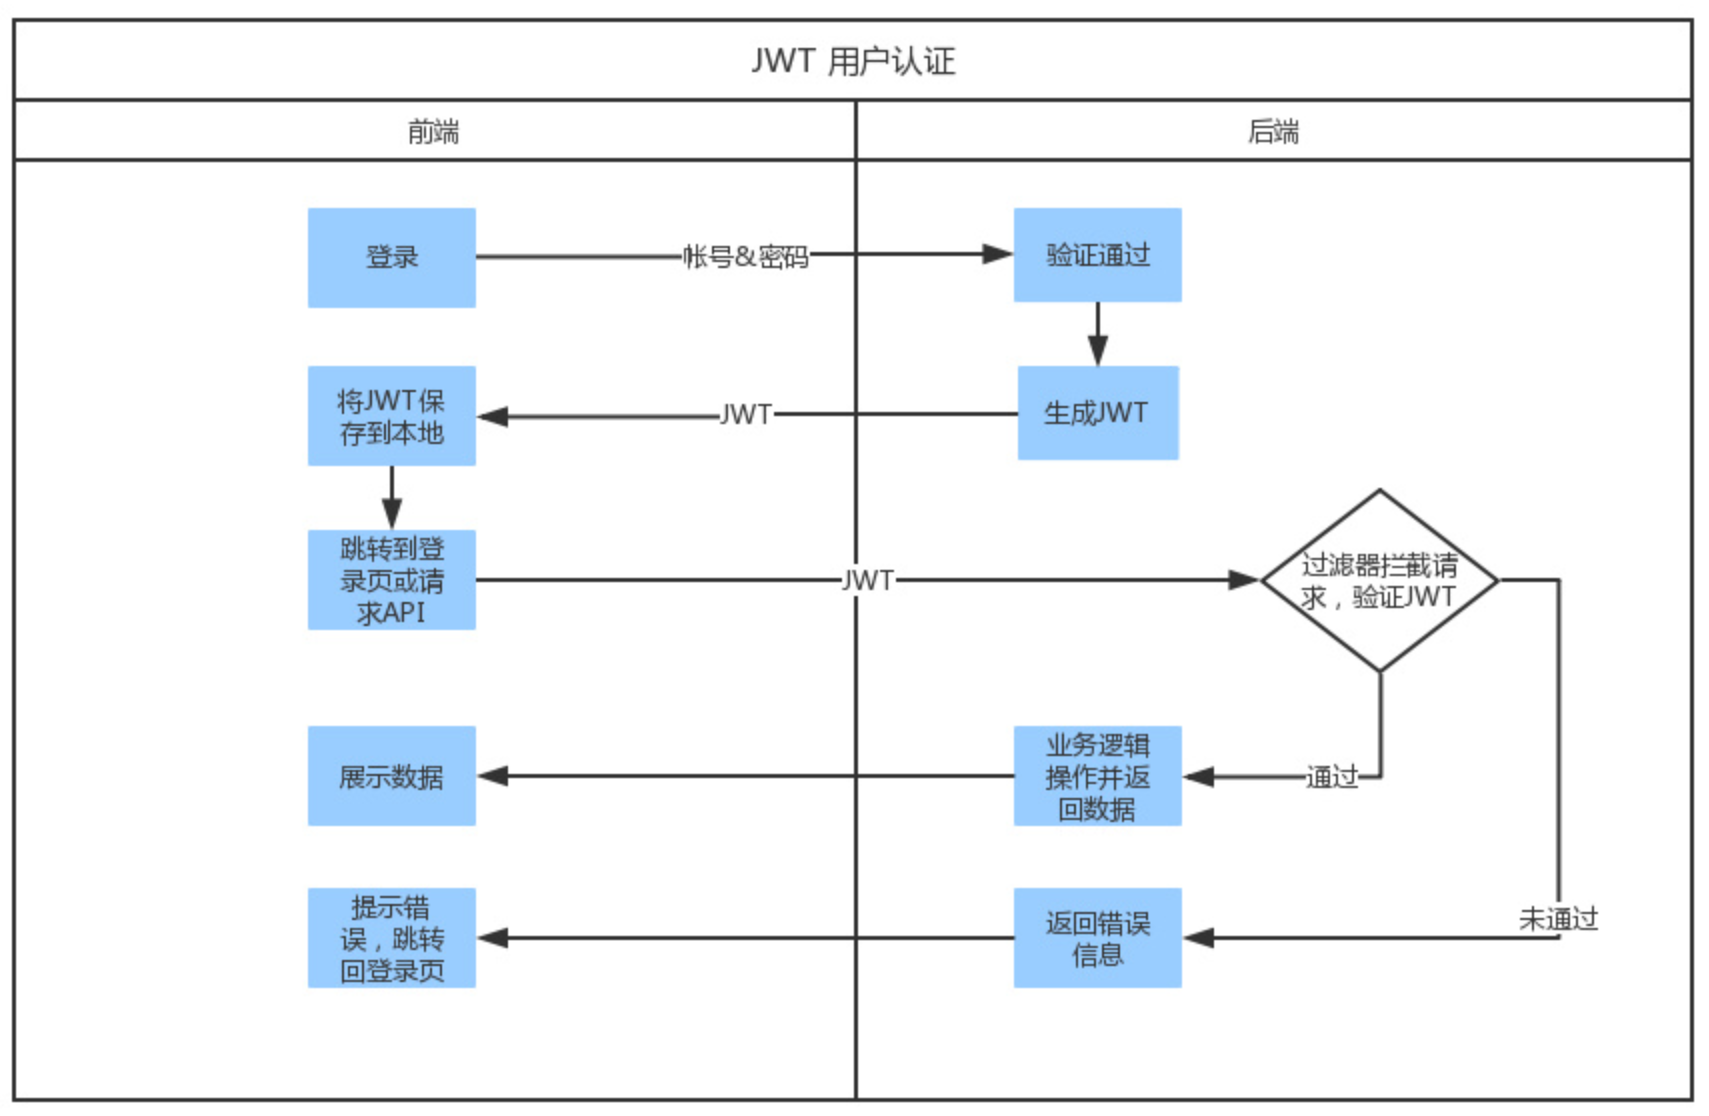 JWT 用户认证
前端
后端
登录
帐号&密码
验证通过
将JWT保
存到本地
JWT
生成JWT
跳转到登
录页或请
求API
JWT
过滤器拦截请
求，验证JWT
展示数据
业务逻辑
操作并返
回数据
通过
提示错
误，跳转
回登录页
返回错误
信息
未通过